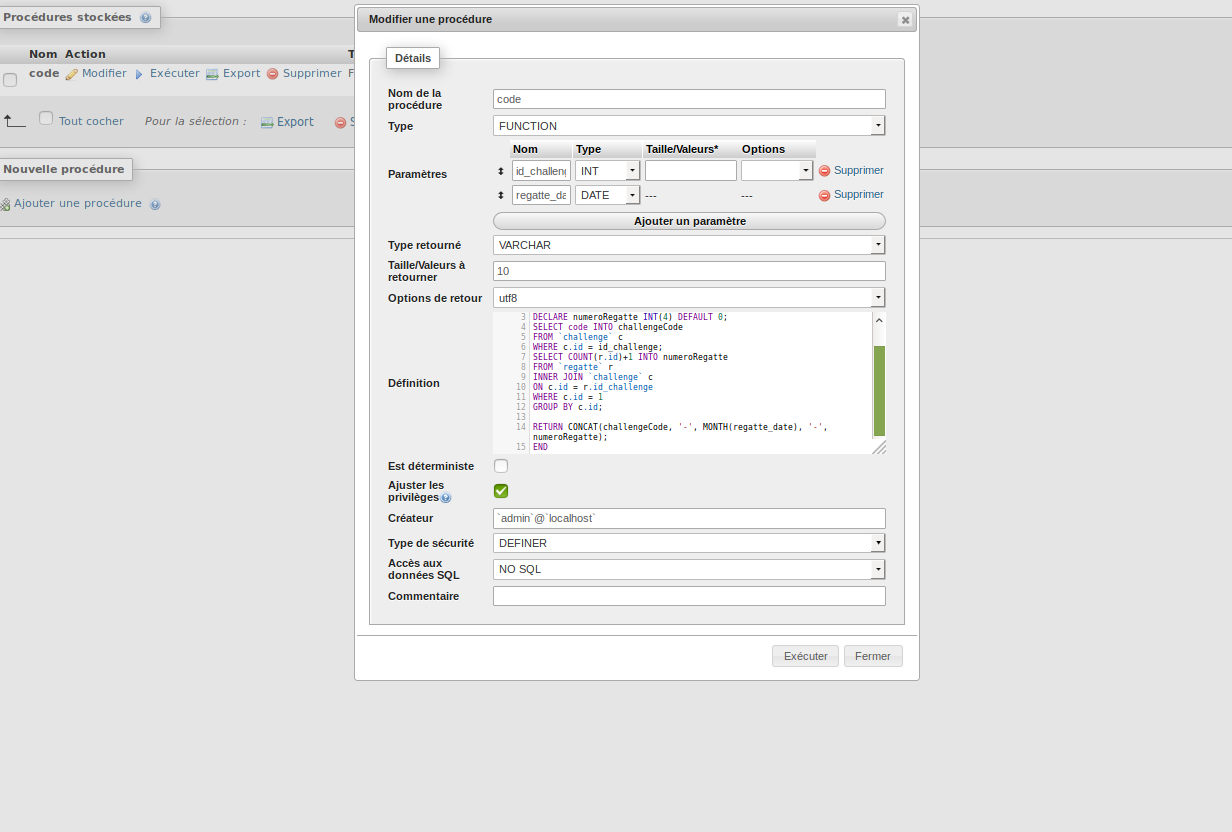 Procédures stockées
Nom Action T
code Modifier Exécuter Export Supprimer F
Tout cocher Pour la sélection : Export S
Nouvelle procédure
Ajouter une procédure
Modifier une procédure
Détails
Nom de la
procédure
code
Type FUNCTION
Nom Type Taille/Valeurs* Options
Paramètres
id_challeng INT Supprimer
regatte_da DATE --- --- Supprimer
Ajouter un paramètre
Type retourné VARCHAR
Taille/Valeurs à
retourner
10
Options de retour utf8
Définition
3 DECLARE numeroRegatte INT(4) DEFAULT 0;
4 SELECT code INTO challengeCode
5 FROM `challenge` c
6 WHERE c.id = id_challenge;
7 SELECT COUNT(r.id)+1 INTO numeroRegatte
8 FROM `regatte` r
9 INNER JOIN `challenge` c
10 ON c.id = r.id_challenge
11 WHERE c.id = 1
12 GROUP BY c.id;
13
14 RETURN CONCAT(challengeCode, '-', MONTH(regatte_date), '-',
numeroRegatte);
15 END
Est déterministe
Ajuster les
privilèges
Créateur `admin`@`localhost`
Type de sécurité DEFINER
Accès aux
données SQL
NO SQL
Commentaire
Exécuter Fermer